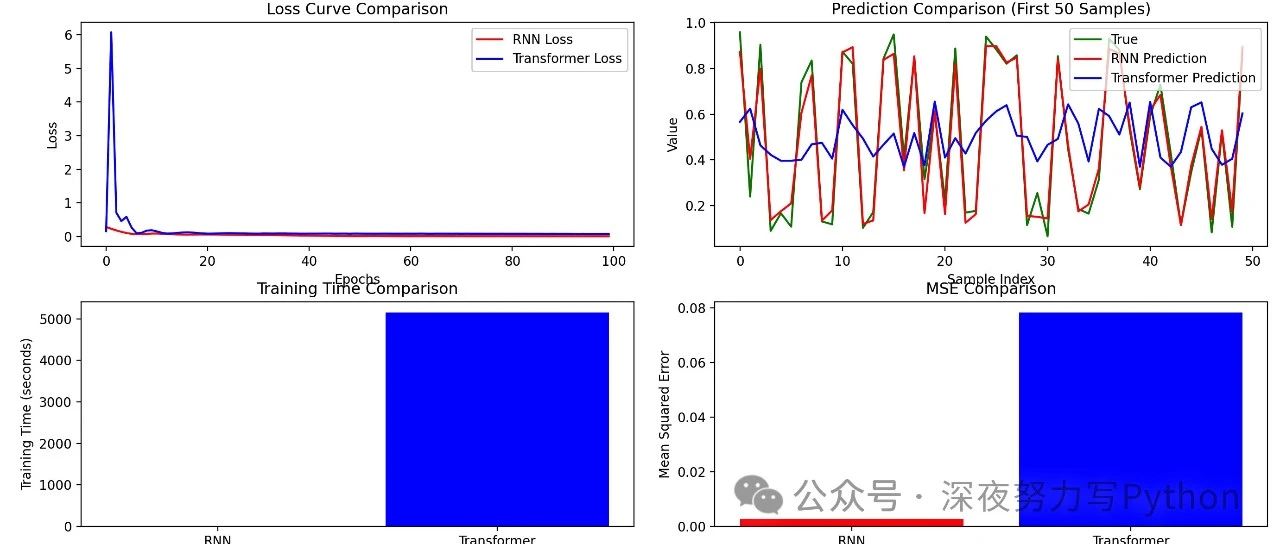 Loss Curve Comparison
6
5
4
3
2
1
0
Loss
RNN Loss
Transformer Loss
0 20 40 60 80 100
Epochs
Prediction Comparison (First 50 Samples)
1.0
0.8
0.6
0.4
0.2
Value
True
RNN Prediction
Transformer Prediction
0 10 20 30 40 50
Sample Index
Training Time Comparison
5000
4000
3000
2000
1000
0
Training Time (seconds)
RNN Transformer
MSE Comparison
0.08
0.06
0.04
0.02
0.00
Mean Squared Error
RNN Transformer
公众号 · 深夜努力写Python